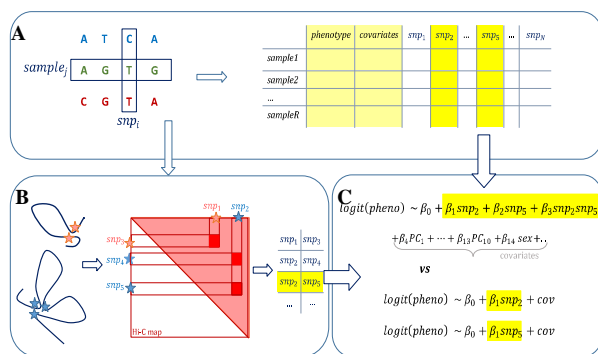 A
A T C A
sample_j A G T G
C G T A
snp_i
phenotype covariates snp_1 snp_2 ... snp_5 ... snp_N
sample1
sample2
...
sampleR
B
snp_1 snp_2
snp_3
snp_4
snp_5
Hi-C map
snp_1 snp_3
snp_2 snp_4
snp_2 snp_5
... ...
C
logit(pheno) ~ β_0 + β_1snp_2 + β_2snp_5 + β_3snp_2snp_5
+β_4PC_1 + ⋯ + β_13PC_10 + β_14 sex+..
covariates
vs
logit(pheno) ~ β_0 + β_1snp_2 + cov
logit(pheno) ~ β_0 + β_1snp_5 + cov